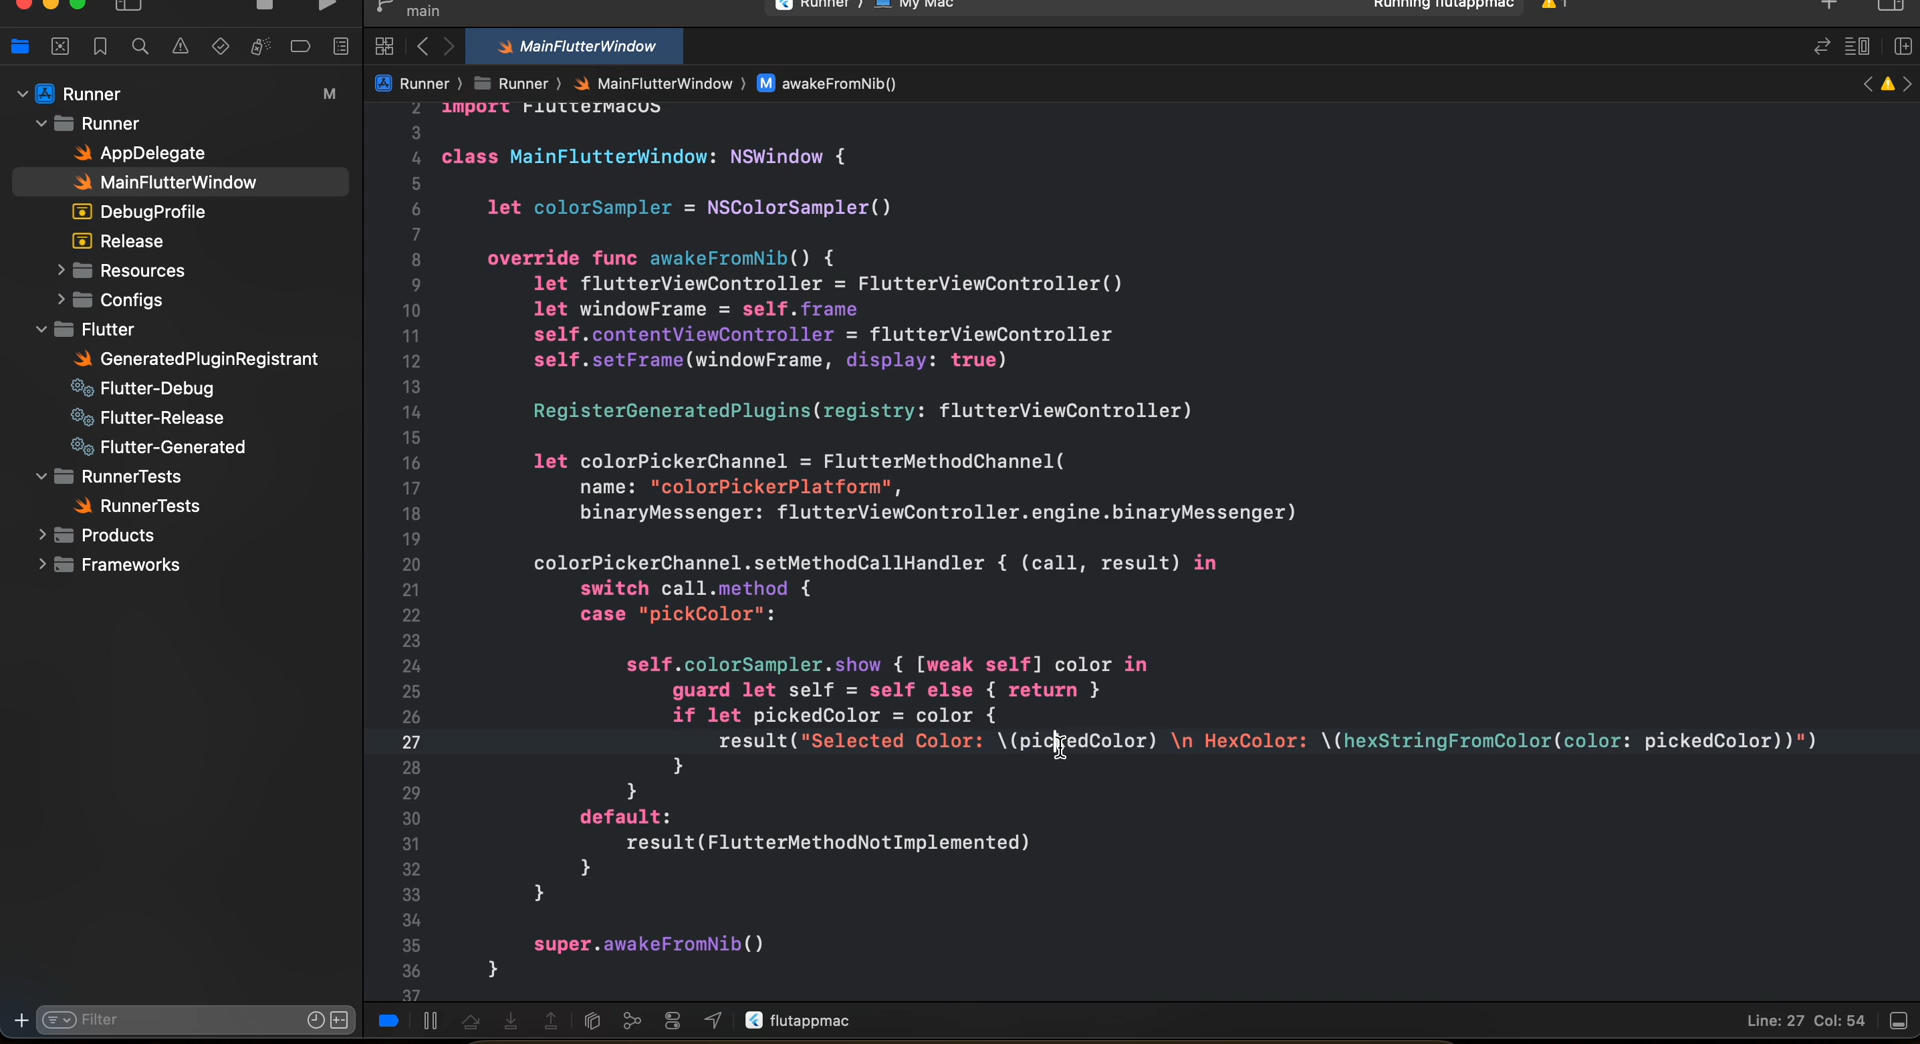 main
Runner 〉 My Mac
Running flutappmac
1
MainFlutterWindow
Runner 〉 Runner 〉 MainFlutterWindow 〉 M awakeFromNib()
Runner M
Runner
AppDelegate
MainFlutterWindow
DebugProfile
Release
Resources
Configs
Flutter
GeneratedPluginRegistrant
Flutter-Debug
Flutter-Release
Flutter-Generated
RunnerTests
RunnerTests
Products
Frameworks
2 import FlutterMacOS
3
4 class MainFlutterWindow: NSWindow {
5
6 let colorSampler = NSColorSampler()
7
8 override func awakeFromNib() {
9 let flutterViewController = FlutterViewController()
10 let windowFrame = self.frame
11 self.contentViewController = flutterViewController
12 self.setFrame(windowFrame, display: true)
13
14 RegisterGeneratedPlugins(registry: flutterViewController)
15
16 let colorPickerChannel = FlutterMethodChannel(
17 name: "colorPickerPlatform",
18 binaryMessenger: flutterViewController.engine.binaryMessenger)
19
20 colorPickerChannel.setMethodCallHandler { (call, result) in
21 switch call.method {
22 case "pickColor":
23
24 self.colorSampler.show { [weak self] color in
25 guard let self = self else { return }
26 if let pickedColor = color {
27 result("Selected Color: \(pickedColor) \n HexColor: \(hexStringFromColor(color: pickedColor))")
28 }
29 }
30 default:
31 result(FlutterMethodNotImplemented)
32 }
33 }
34
35 super.awakeFromNib()
36 }
37
Filter
flutappmac
Line: 27 Col: 54